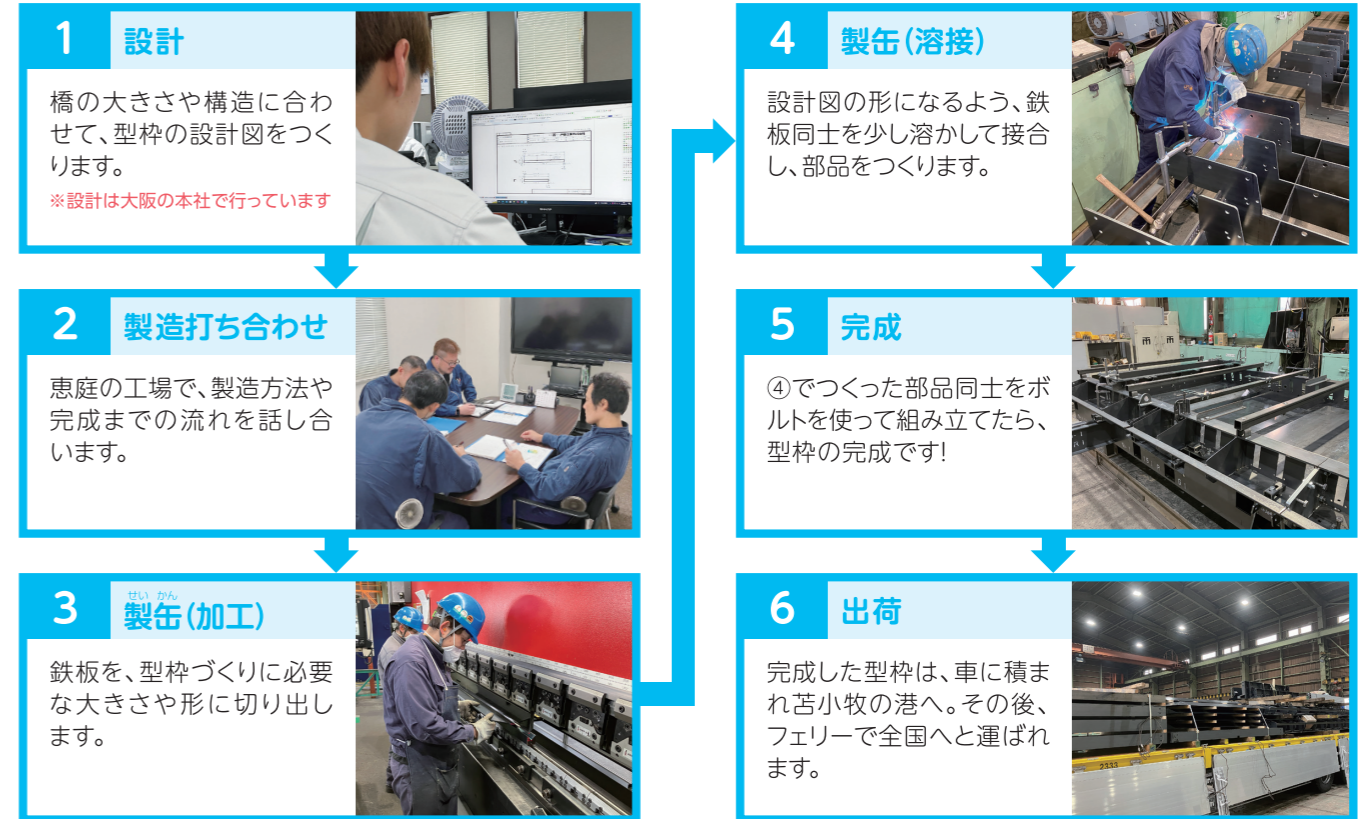 1 設計
橋の大きさや構造に合わ
せて、型枠の設計図をつく
ります。
※設計は大阪の本社で行っています
2 製造打ち合わせ
恵庭の工場で、製造方法や
完成までの流れを話し合
います。
せい かん
3 製缶(加工)
鉄板を、型枠づくりに必要
な大きさや形に切り出し
ます。
4 製缶(溶接)
設計図の形になるよう、鉄
板同士を少し溶かして接合
し、部品をつくります。
5 完成
④でつくった部品同士をボ
ルトを使って組み立てたら、
型枠の完成です!
6 出荷
完成した型枠は、車に積ま
れ苫小牧の港へ。その後、
フェリーで全国へと運ばれ
ます。
2333